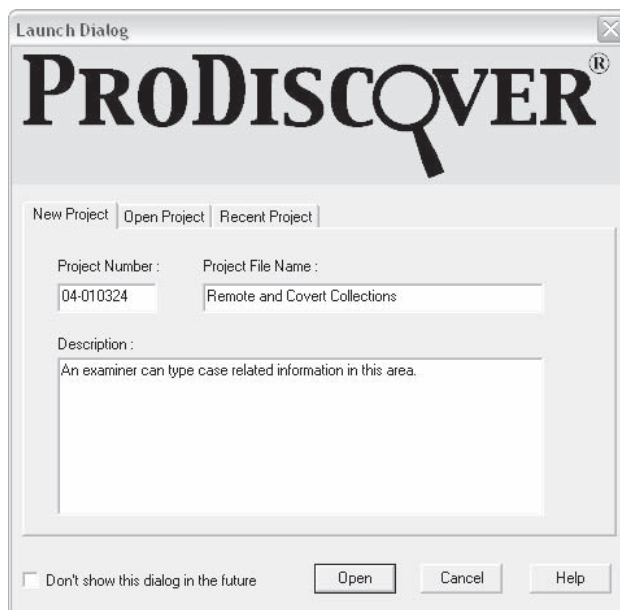 Launch Dialog
PRODISCOVER®
New Project Open Project Recent Project
Project Number : Project File Name :
04-010324 Remote and Covert Collections
Description :
An examiner can type case related information in this area.
Don't show this dialog in the future Open Cancel Help